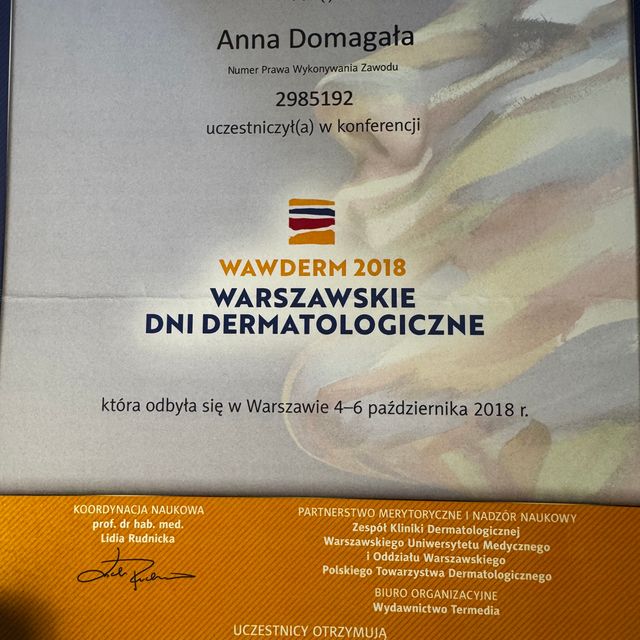 Anna Domagała
Numer Prawa Wykonywania Zawodu
2985192
uczestniczył(a) w konferencji
WAWDERM 2018
WARSZAWSKIE
DNI DERMATOLOGICZNE
która odbyła się w Warszawie 4–6 października 2018 r.
KOORDYNACJA NAUKOWA
prof. dr hab. med.
Lidia Rudnicka
PARTNERSTWO MERYTORYCZNE I NADZÓR NAUKOWY
Zespół Kliniki Dermatologicznej
Warszawskiego Uniwersytetu Medycznego
i Oddziału Warszawskiego
Polskiego Towarzystwa Dermatologicznego
BIURO ORGANIZACYJNE
Wydawnictwo Termedia
UCZESTNICY OTRZYMUJĄ